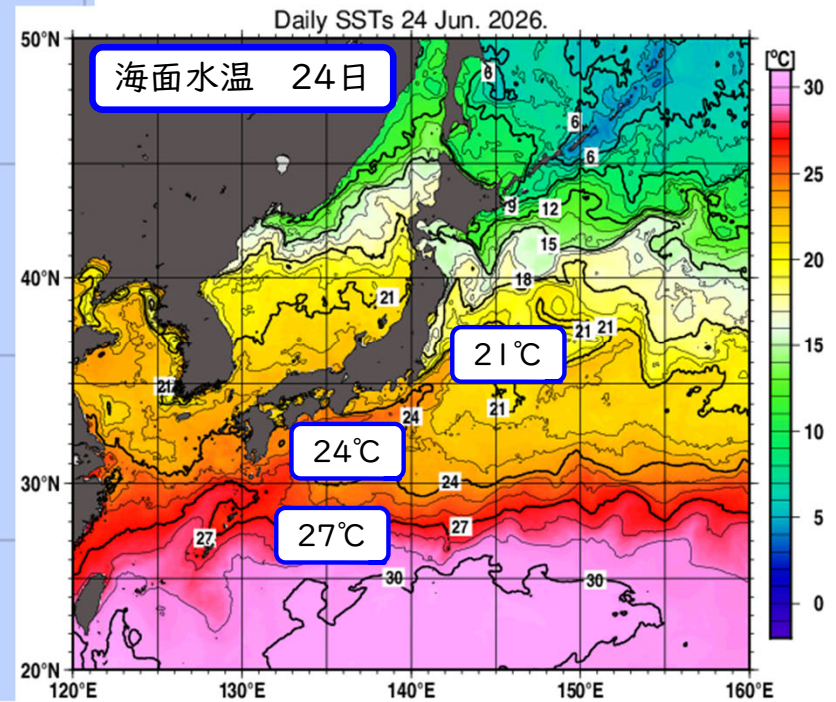 Daily SSTs 24 Jun. 2026.
50°N
[°C]
海面水温　24日
6
30
6
6
25
9
12
15
40°N
18
20
21
21
21
21℃
15
21
24
21
24℃
10
30°N
24
27℃
27
27
5
30
30
0
20°N
120°E
130°E
140°E
150°E
160°E